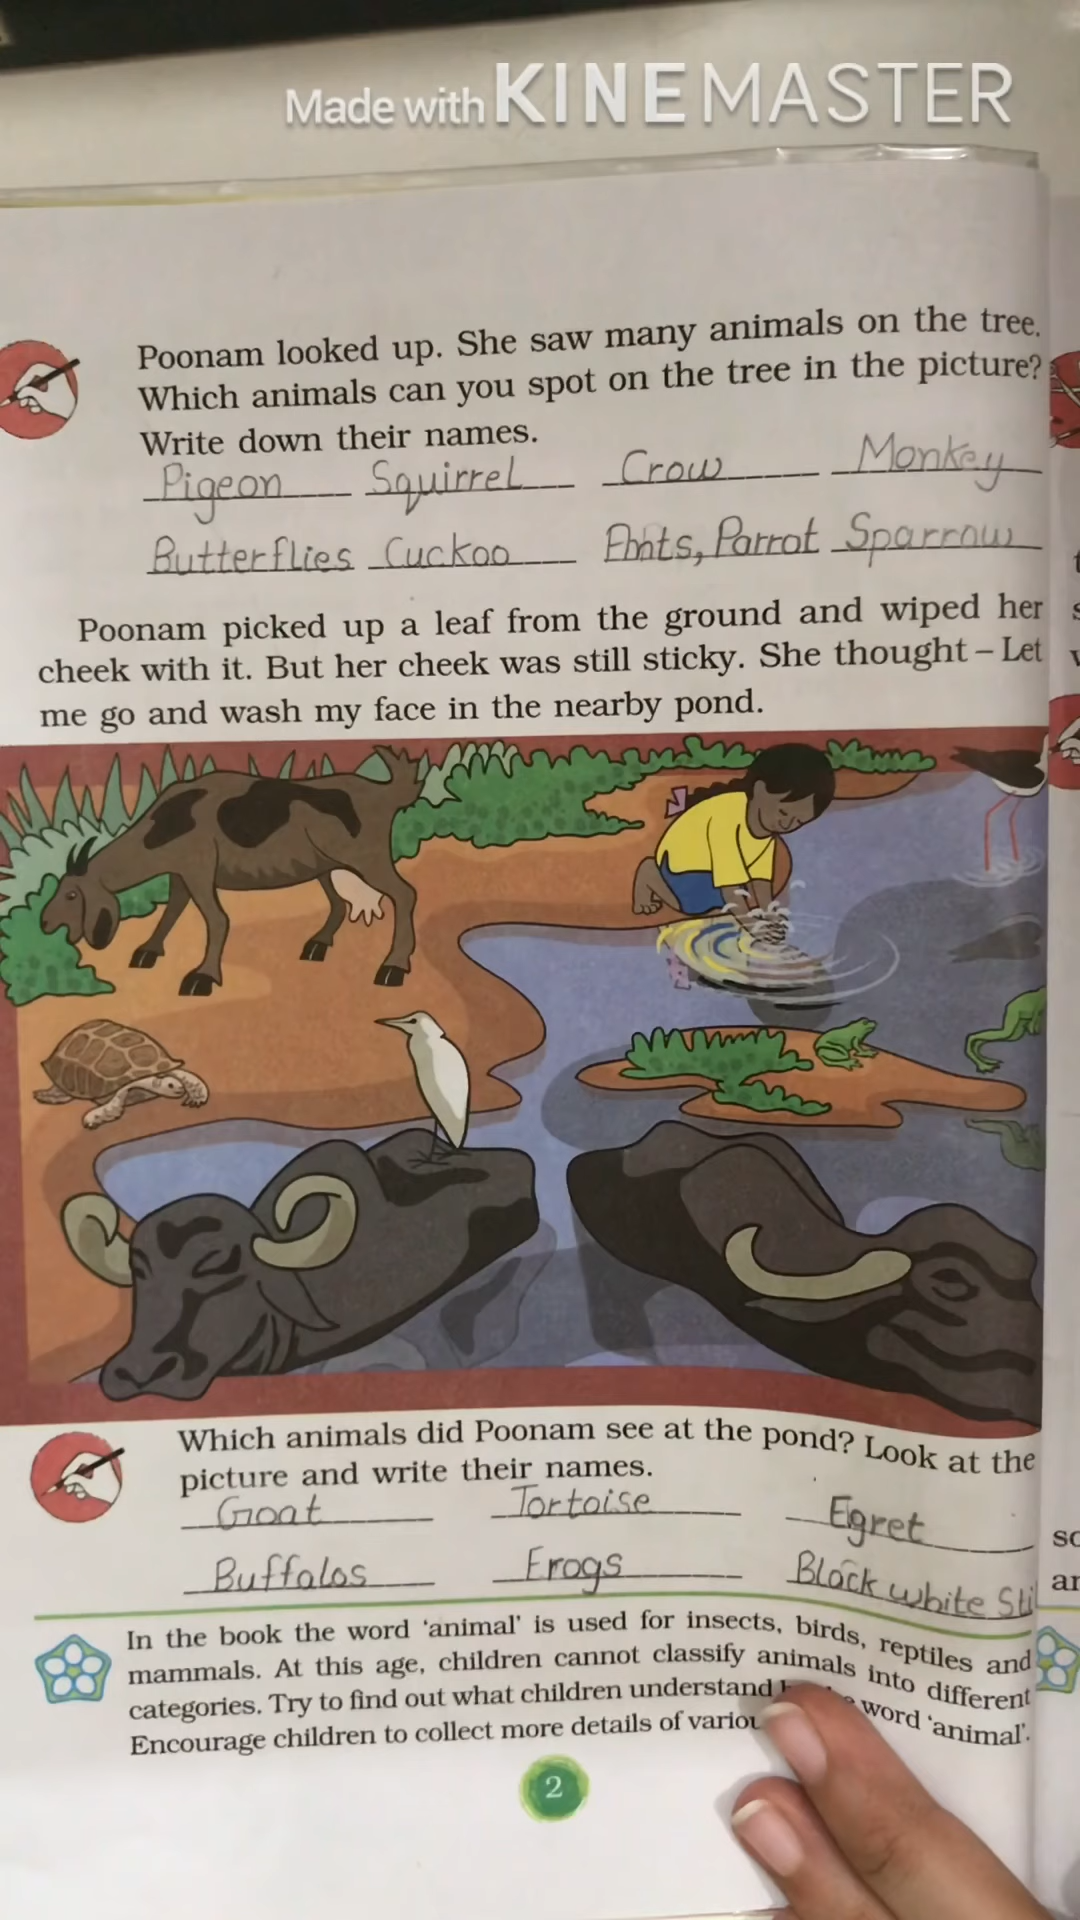 Made with KINEMASTER
Poonam looked up. She saw many animals on the tree.
Which animals can you spot on the tree in the picture?
Write down their names.
Pigeon Squirrel Crow Monkey
Butterflies Cuckoo Ants, Parrot Sparrow
Poonam picked up a leaf from the ground and wiped her
cheek with it. But her cheek was still sticky. She thought – Let
me go and wash my face in the nearby pond.
Which animals did Poonam see at the pond? Look at the
picture and write their names.
Goat Tortoise Egret
Buffalos Frogs Black white Sti
In the book the word ‘animal’ is used for insects, birds, reptiles and
mammals. At this age, children cannot classify animals into different
categories. Try to find out what children understand word ‘animal’.
Encourage children to collect more details of
2